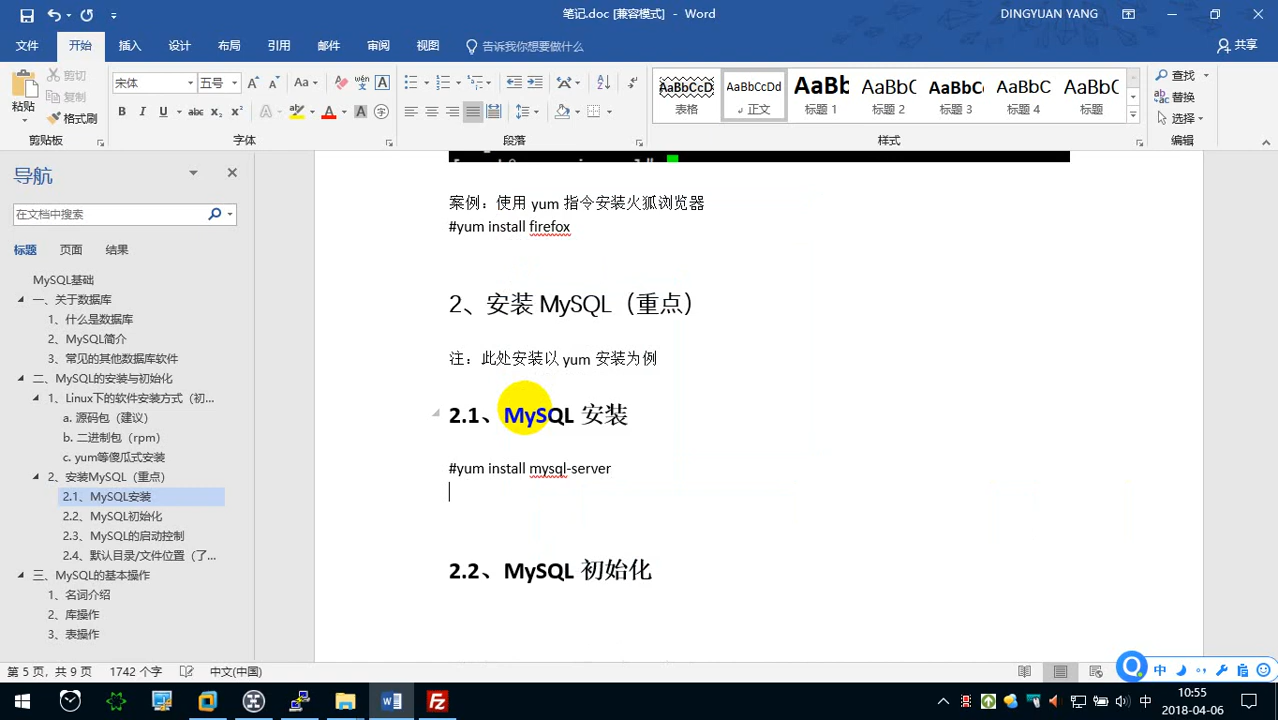 笔记.doc [兼容模式] - Word
DINGYUAN YANG
文件 开始 插入 设计 布局 引用 邮件 审阅 视图 告诉我你想要做什么 共享
粘贴
剪切
复制
格式刷
宋体 五号
AaBbCcD AaBbCcDd AaBb AaBbC AaBbCc AaBbC AaBbC
表格 正文 标题 1 标题 2 标题 3 标题 4 标题
查找
替换
选择
剪贴板 字体 段落 样式 编辑
导航
在文档中搜索
标题 页面 结果
MySQL基础
一、关于数据库
1、什么是数据库
2、MySQL简介
3、常见的其他数据库软件
二、MySQL的安装与初始化
1、Linux下的软件安装方式（初...
a. 源码包（建议）
b. 二进制包（rpm）
c. yum等傻瓜式安装
2、安装MySQL（重点）
2.1、MySQL安装
2.2、MySQL初始化
2.3、MySQL的启动控制
2.4、默认目录/文件位置（了...
三、MySQL的基本操作
1、名词介绍
2、库操作
3、表操作
案例：使用 yum 指令安装火狐浏览器
#yum install firefox
2、安装 MySQL（重点）
注：此处安装以 yum 安装为例
2.1、MySQL 安装
#yum install mysql-server
2.2、MySQL 初始化
第 5 页，共 9 页 1742 个字 中文(中国)
中
中
10:55
2018-04-06